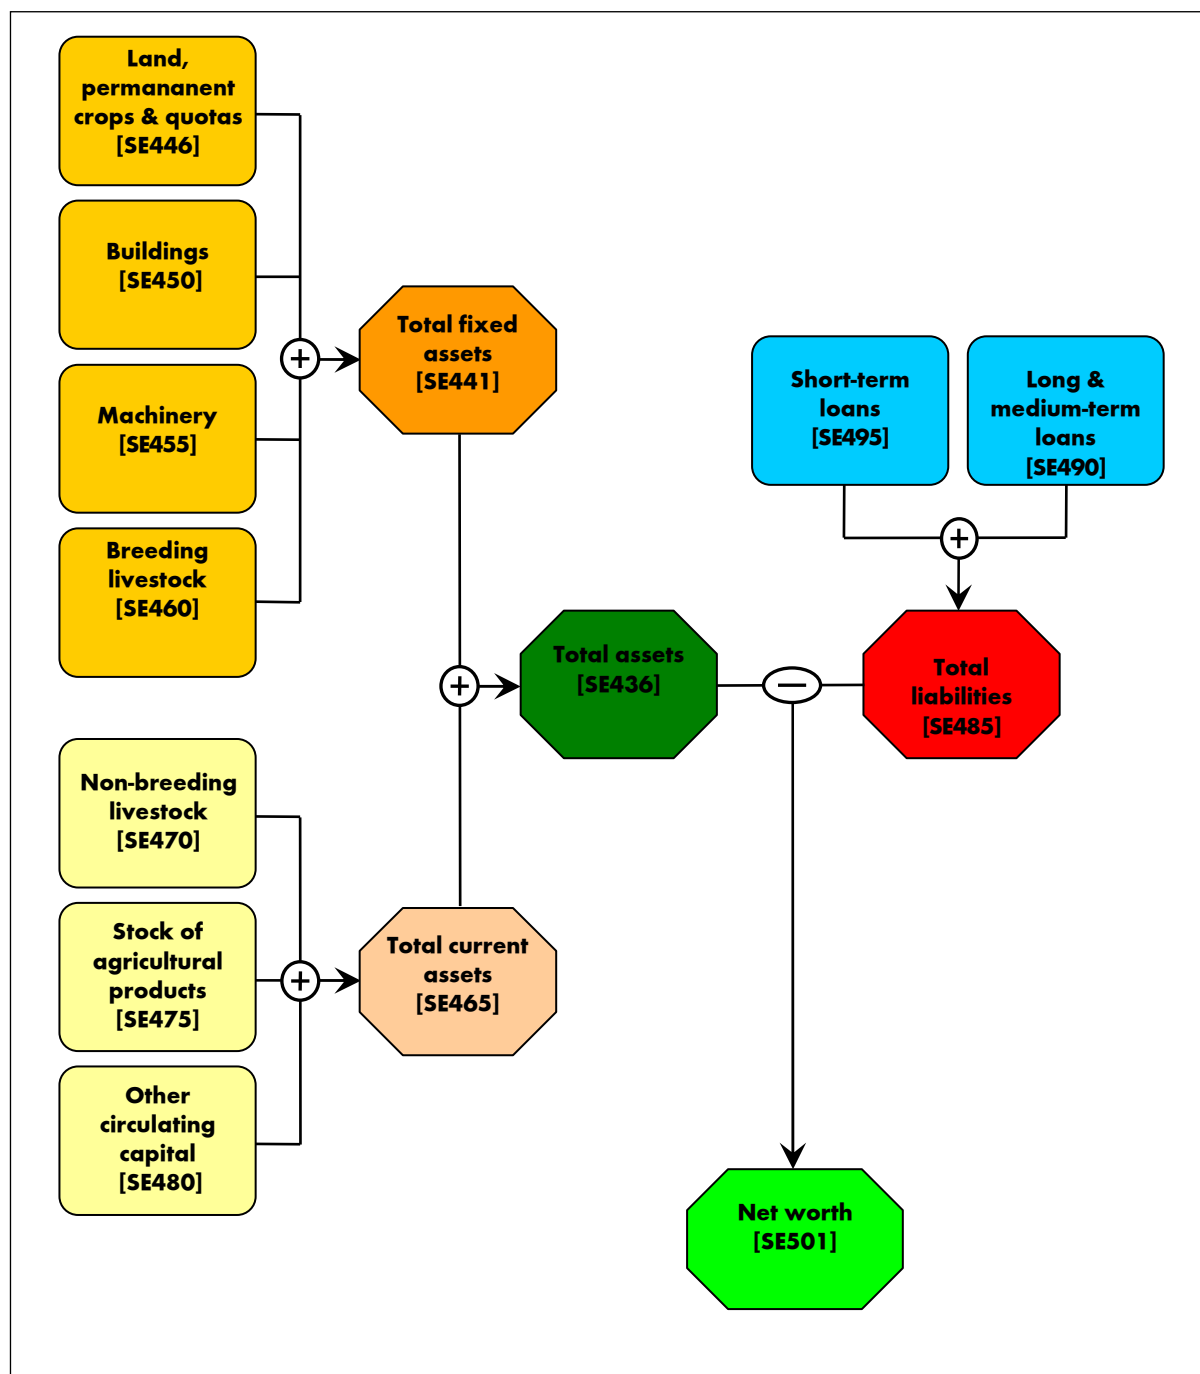 Land,
permananent
crops & quotas
[SE446]
Buildings
[SE450]
Machinery
[SE455]
Breeding
livestock
[SE460]
Total fixed
assets
[SE441]
Short-term
loans
[SE495]
Long &
medium-term
loans
[SE490]
Total assets
[SE436]
Total
liabilities
[SE485]
Non-breeding
livestock
[SE470]
Stock of
agricultural
products
[SE475]
Other
circulating
capital
[SE480]
Total current
assets
[SE465]
Net worth
[SE501]